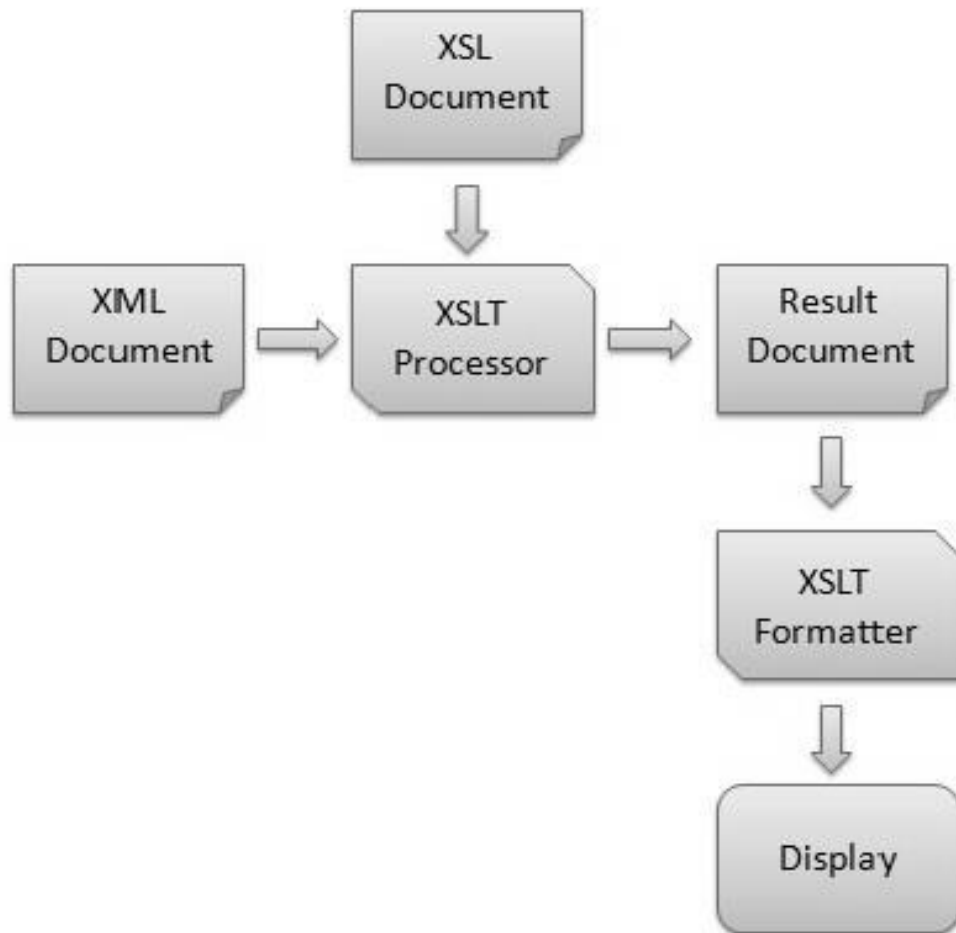 XSL
Document
XML
Document
XSLT
Processor
Result
Document
XSLT
Formatter
Display